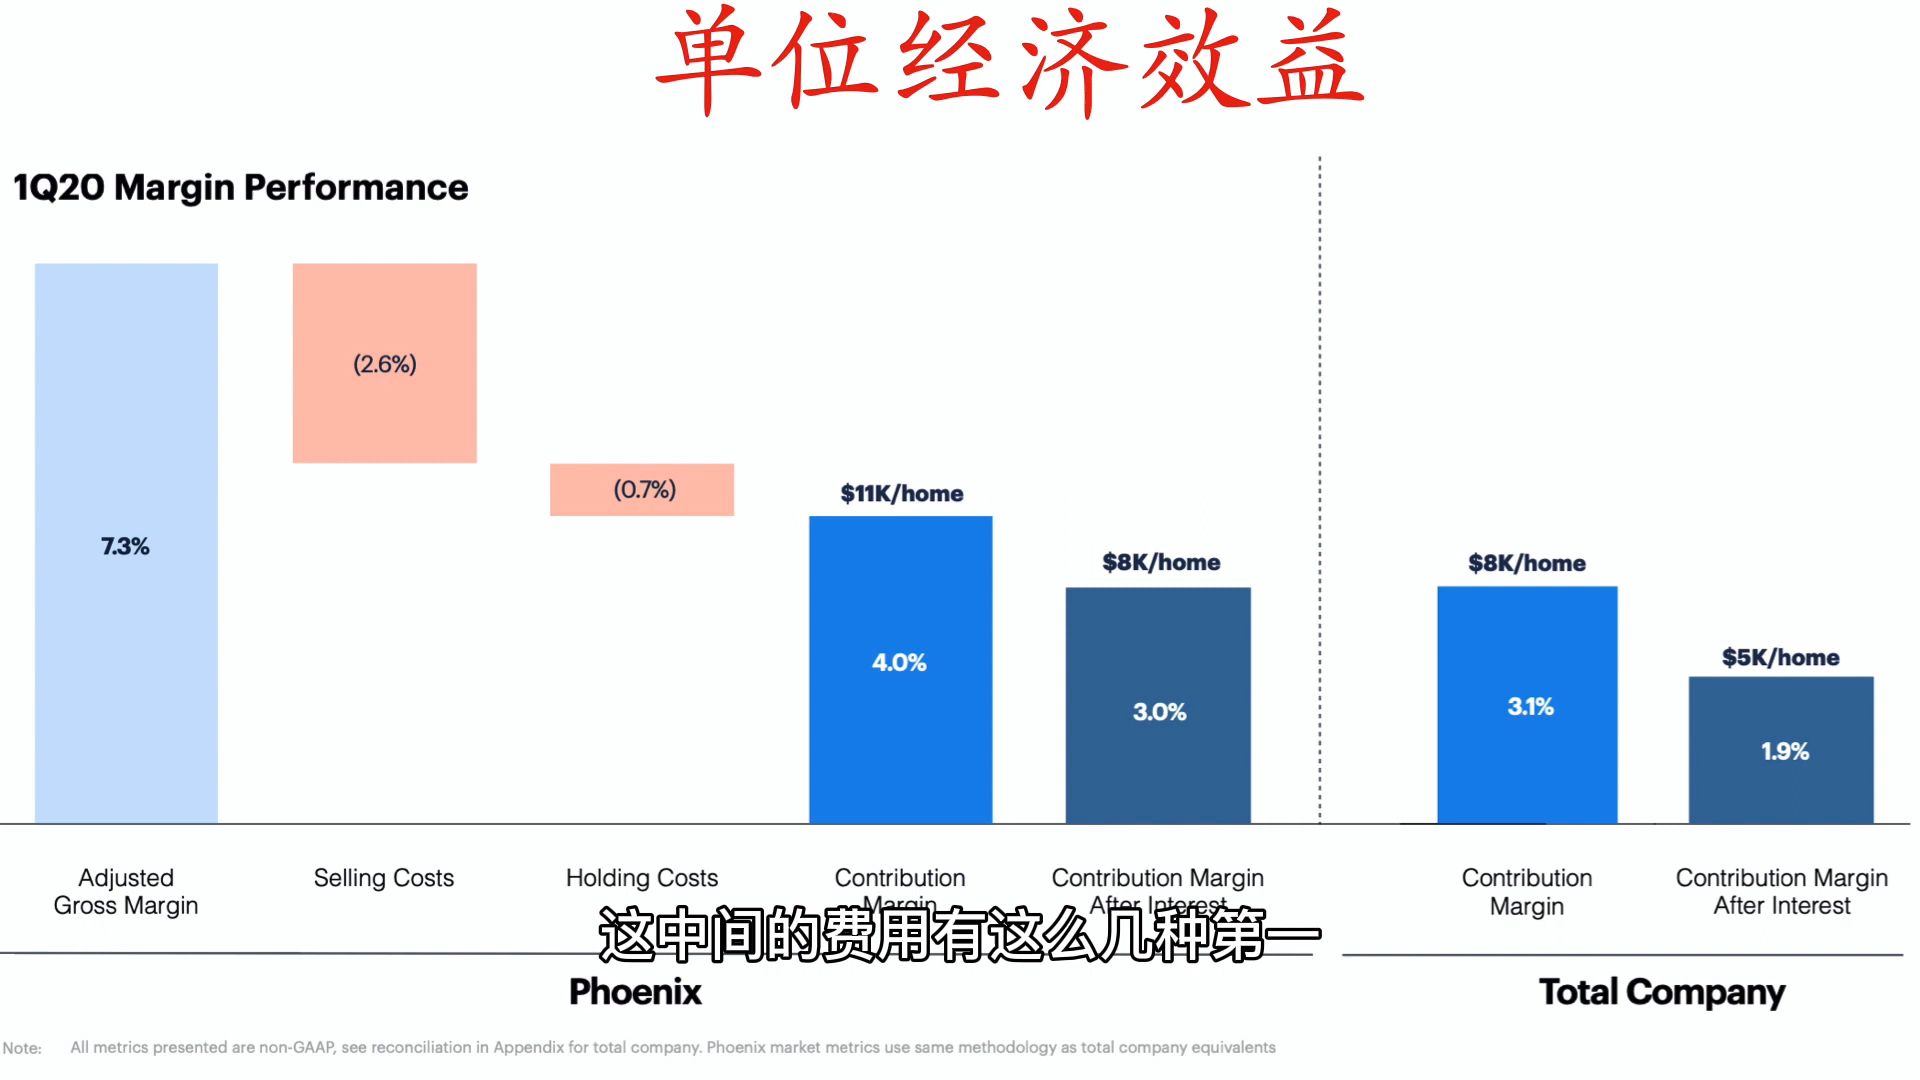 单位经济效益
1Q20 Margin Performance
7.3%
(2.6%)
(0.7%)
$11K/home
4.0%
$8K/home
3.0%
$8K/home
3.1%
$5K/home
1.9%
Adjusted
Gross Margin
Selling Costs
Holding Costs
Contribution
Margin
Contribution Margin
After Interest
Contribution
Margin
Contribution Margin
After Interest
这中间的费用有这么几种第一
Phoenix
Total Company
Note: All metrics presented are non-GAAP, see reconciliation in Appendix for total company. Phoenix market metrics use same methodology as total company equivalents